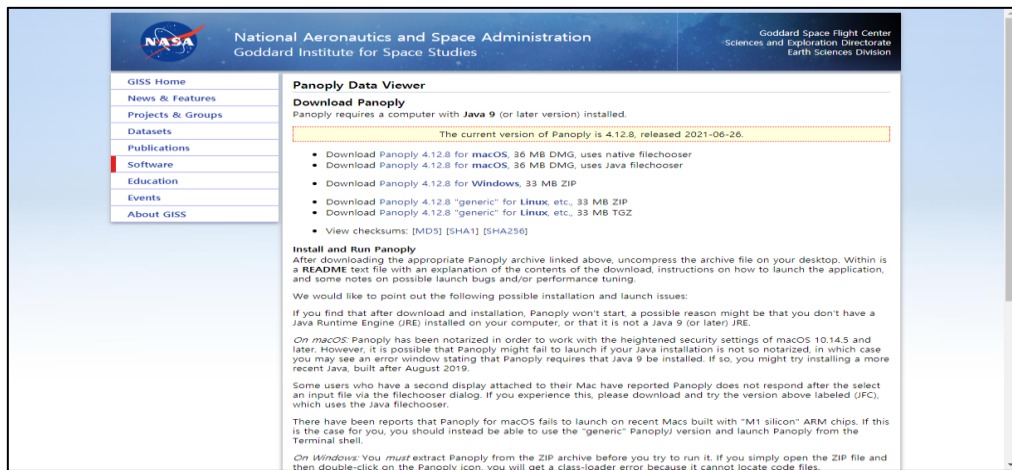 NASA
National Aeronautics and Space Administration
Goddard Institute for Space Studies
Goddard Space Flight Center
Sciences and Exploration Directorate
Earth Sciences Division
GISS Home
News & Features
Projects & Groups
Datasets
Publications
Software
Education
Events
About GISS
Panoply Data Viewer
Download Panoply
Panoply requires a computer with Java 9 (or later version) installed.
The current version of Panoply is 4.12.8, released 2021-06-26.
• Download Panoply 4.12.8 for macOS, 36 MB DMG, uses native filechooser
• Download Panoply 4.12.8 for macOS, 36 MB DMG, uses Java filechooser
• Download Panoply 4.12.8 for Windows, 33 MB ZIP
• Download Panoply 4.12.8 "generic" for Linux, etc., 33 MB ZIP
• Download Panoply 4.12.8 "generic" for Linux, etc., 33 MB TGZ
• View checksums: [MD5] [SHA1] [SHA256]
Install and Run Panoply
After downloading the appropriate Panoply archive linked above, uncompress the archive file on your desktop. Within is
a README text file with an explanation of the contents of the download, instructions on how to launch the application,
and some notes on possible launch bugs and/or performance tuning.
We would like to point out the following possible installation and launch issues:
If you find that after download and installation, Panoply won't start, a possible reason might be that you don't have a
Java Runtime Engine (JRE) installed on your computer, or that it is not a Java 9 (or later) JRE.
On macOS: Panoply has been notarized in order to work with the heightened security settings of macOS 10.14.5 and
later. However, it is possible that Panoply might fail to launch if your Java installation is not so notarized, in which case
you may see an error window stating that Panoply requires that Java 9 be installed. If so, you might try installing a more
recent Java, built after August 2019.
Some users who have a second display attached to their Mac have reported Panoply does not respond after the select
an input file via the filechooser dialog. If you experience this, please download and try the version above labeled (JFC),
which uses the Java filechooser.
There have been reports that Panoply for macOS fails to launch on recent Macs built with "M1 silicon" ARM chips. If this
is the case for you, you should instead be able to use the "generic" PanoplyJ version and launch Panoply from the
Terminal shell.
On Windows: You must extract Panoply from the ZIP archive before you try to run it. If you simply open the ZIP file and
then double-click on the Panoply icon, you will get a class-loader error because it cannot locate code files.